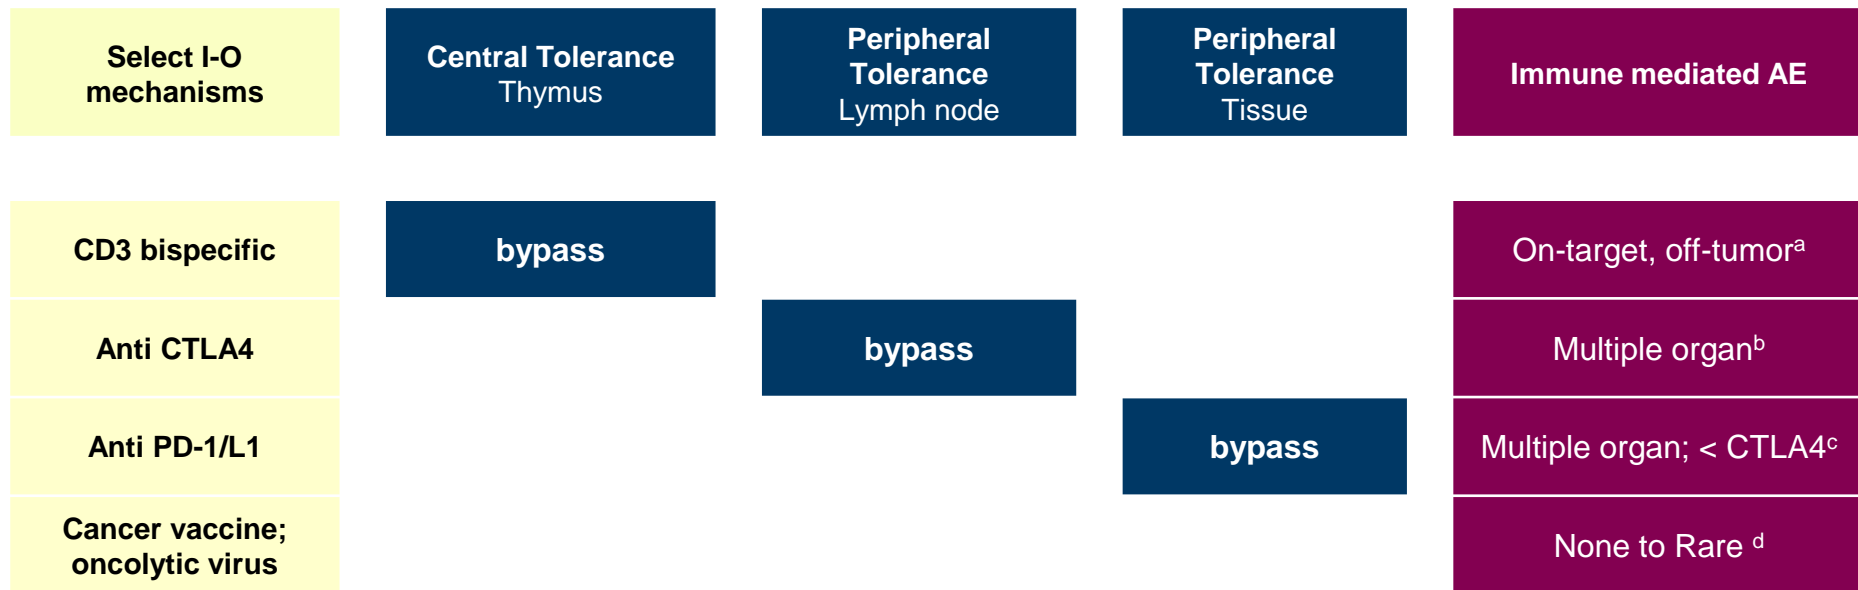 Select I-O
mechanisms
Central Tolerance
Thymus
Peripheral
Tolerance
Lymph node
Peripheral
Tolerance
Tissue
Immune mediated AE
CD3 bispecific
bypass
On-target, off-tumorᵃ
Anti CTLA4
bypass
Multiple organᵇ
Anti PD-1/L1
bypass
Multiple organ; < CTLA4ᶜ
Cancer vaccine;
oncolytic virus
None to Rare ᵈ